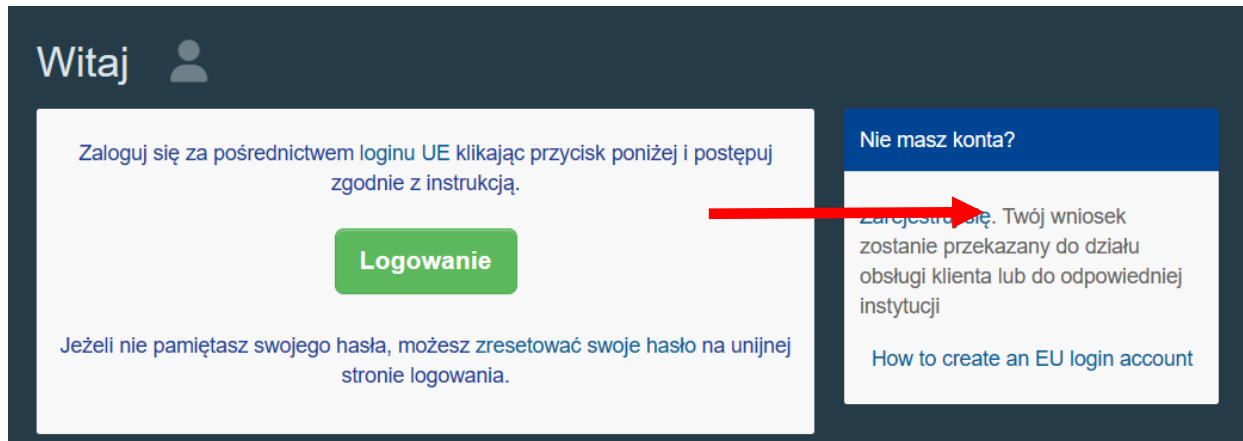 Witaj
Zaloguj się za pośrednictwem loginu UE klikając przycisk poniżej i postępuj
zgodnie z instrukcją.
Logowanie
Jeżeli nie pamiętasz swojego hasła, możesz zresetować swoje hasło na unijnej
stronie logowania.
Nie masz konta?
Zarejestruj się. Twój wniosek
zostanie przekazany do działu
obsługi klienta lub do odpowiedniej
instytucji
How to create an EU login account